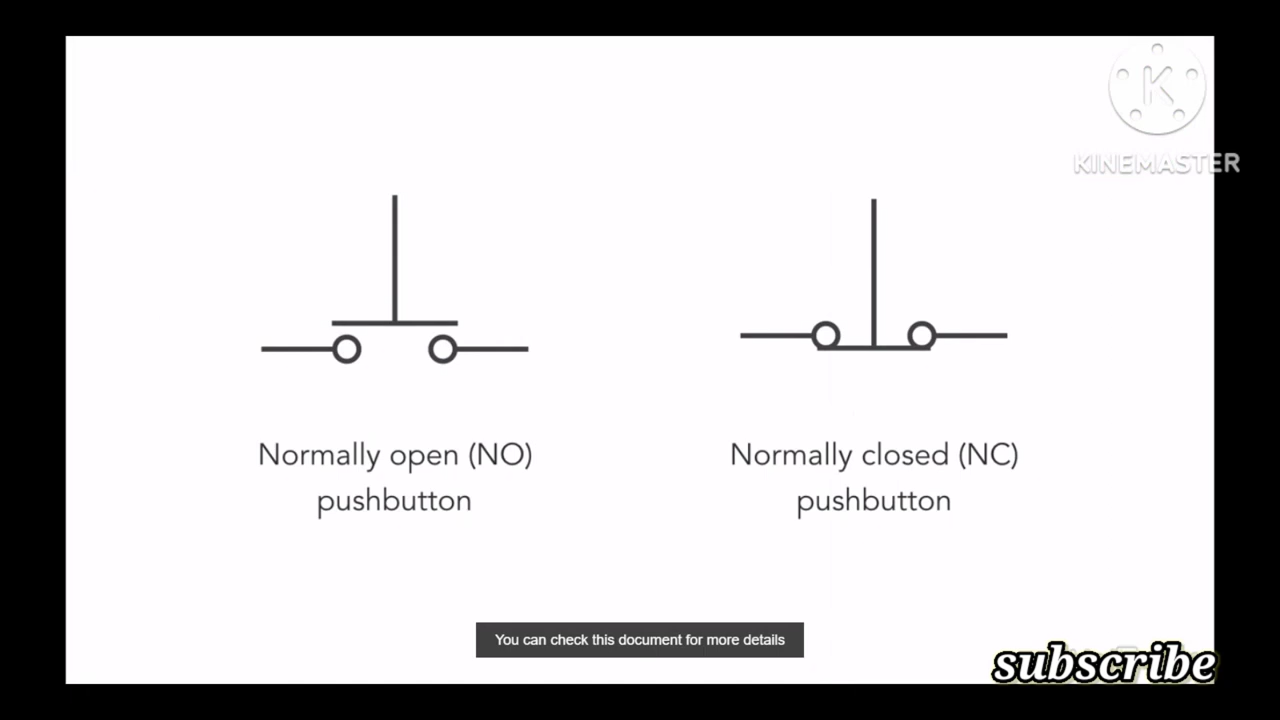 K
KINEMASTER
Normally open (NO)
pushbutton
Normally closed (NC)
pushbutton
You can check this document for more details
subscribe